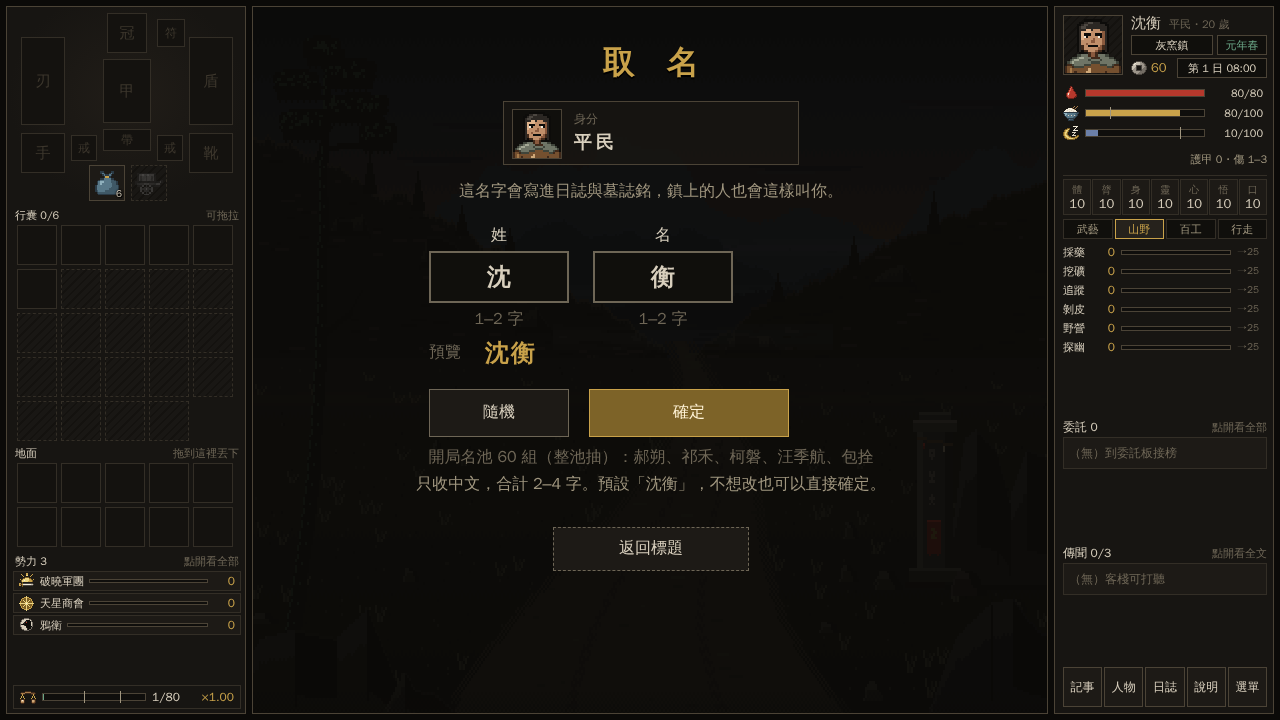 冠
符
刃
甲
盾
手
戒
帶
戒
靴
6
行囊 0/6
可拖拉
地面
拖到這裡丟下
勢力 3
點開看全部
破曉軍團
0
天星商會
0
鴉衛
0
1/80
×1.00
取 名
身分
平民
這名字會寫進日誌與墓誌銘，鎮上的人也會這樣叫你。
姓
名
沈
衡
1–2 字
1–2 字
預覽
沈衡
隨機
確定
開局名池 60 組（整池抽）：郝朔、祁禾、柯磐、汪季航、包拴
只收中文，合計 2–4 字。預設「沈衡」，不想改也可以直接確定。
返回標題
沈衡 平民・20 歲
灰窯鎮
元年春
60
第 1 日 08:00
80/80
80/100
10/100
護甲 0・傷 1–3
體
臂
身
靈
心
悟
口
10
10
10
10
10
10
10
武藝
山野
百工
行走
採藥 0 →25
挖礦 0 →25
追蹤 0 →25
剝皮 0 →25
野營 0 →25
探幽 0 →25
委託 0
點開看全部
（無）到委託板接榜
傳聞 0/3
點開看全文
（無）客棧可打聽
記事
人物
日誌
說明
選單